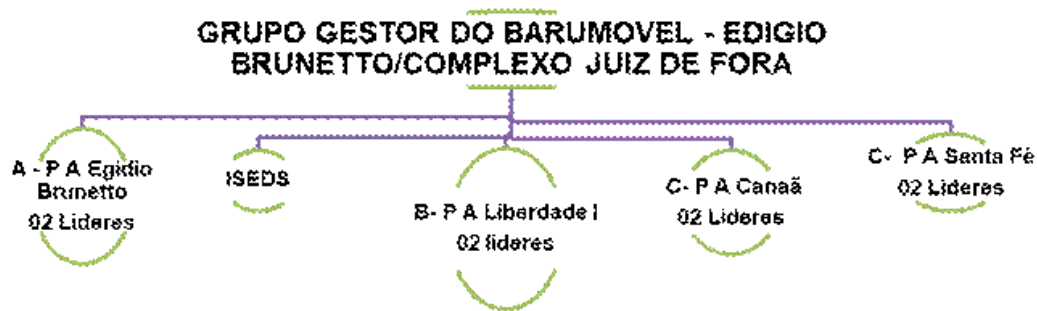 GRUPO GESTOR DO BARUMOVEL - EDIGIO
BRUNETTO/COMPLEXO JUIZ DE FORA
A - P A Egidio
Brunetto
02 Lideres
ISEDS
B- P A Liberdade I
02 lideres
C- P A Canaã
02 Lideres
C- P A Santa Fé
02 Lideres